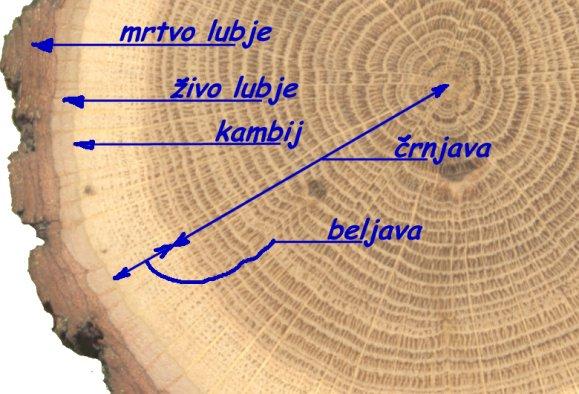 mrtvo lubje
živo lubje
kambij
črnjava
beljava